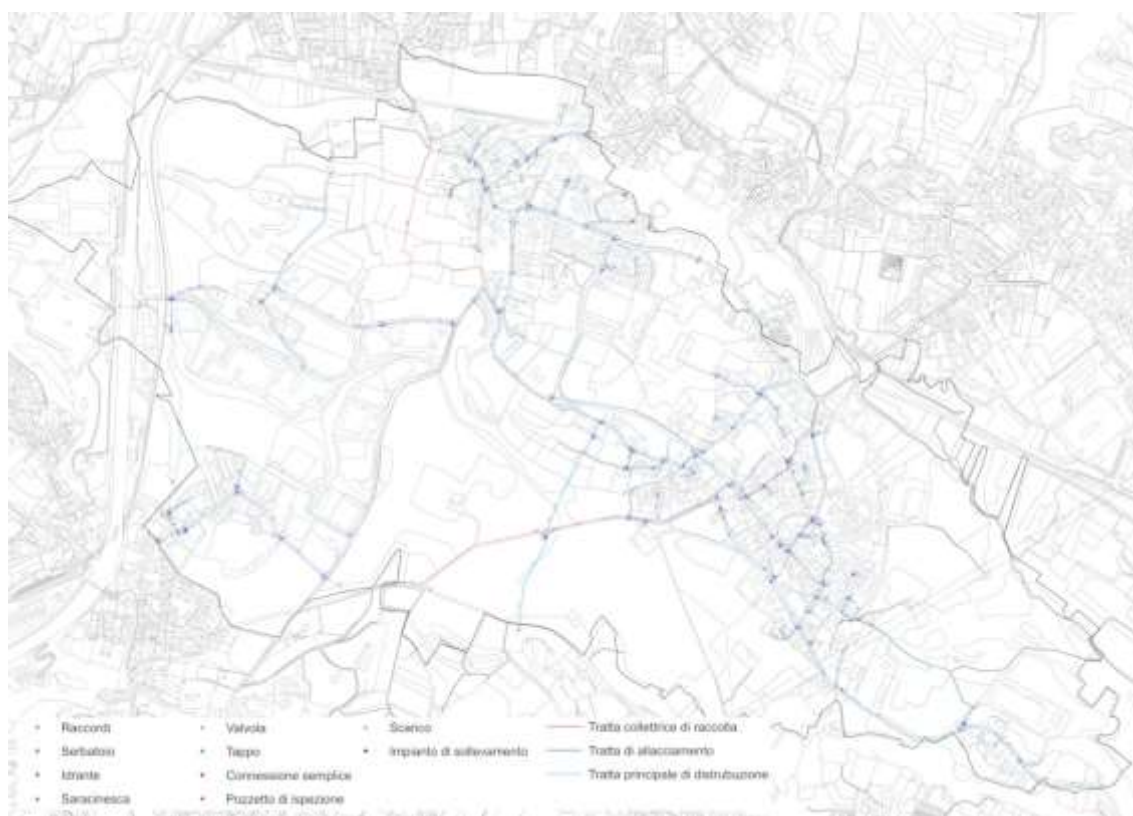 Raccordi
Serbatoio
Idrante
Saracinesca
Valvola
Tappo
Connessione semplice
Pozzetto di ispezione
Scarico
Impianto di sollevamento
Tratta collettrice di raccolta
Tratta di allacciamento
Tratta principale di distrubuzione